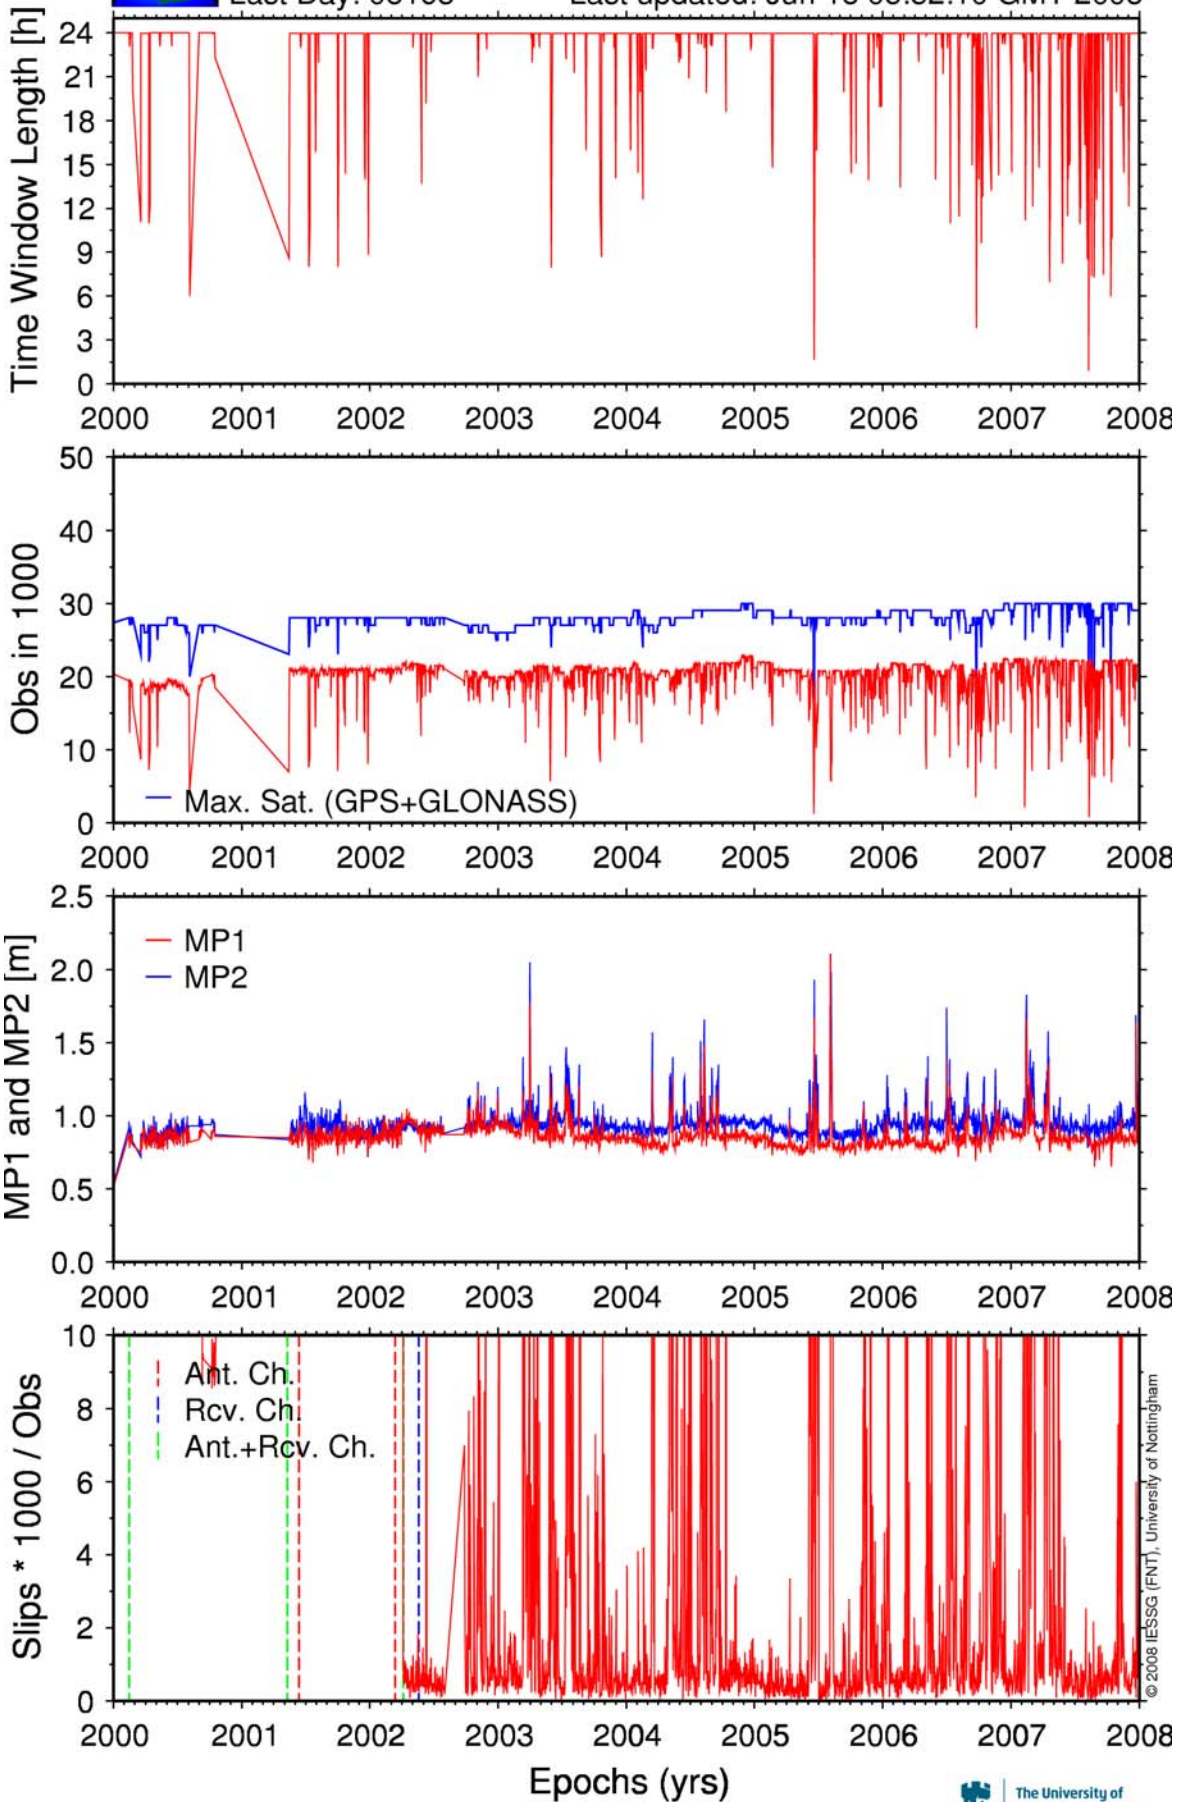 Time Window Length [h]
24
21
18
15
12
9
6
3
0
2000 2001 2002 2003 2004 2005 2006 2007 2008
Obs in 1000
50
40
30
20
10
0
Max. Sat. (GPS+GLONASS)
2000 2001 2002 2003 2004 2005 2006 2007 2008
MP1 and MP2 [m]
2.5
2.0
1.5
1.0
0.5
0.0
MP1
MP2
2000 2001 2002 2003 2004 2005 2006 2007 2008
Slips * 1000 / Obs
10
8
6
4
2
0
Ant. Ch.
Rcv. Ch.
Ant.+Rcv. Ch.
© 2008 IESSG (FNT), University of Nottingham
2000 2001 2002 2003 2004 2005 2006 2007 2008
Epochs (yrs)
The University of